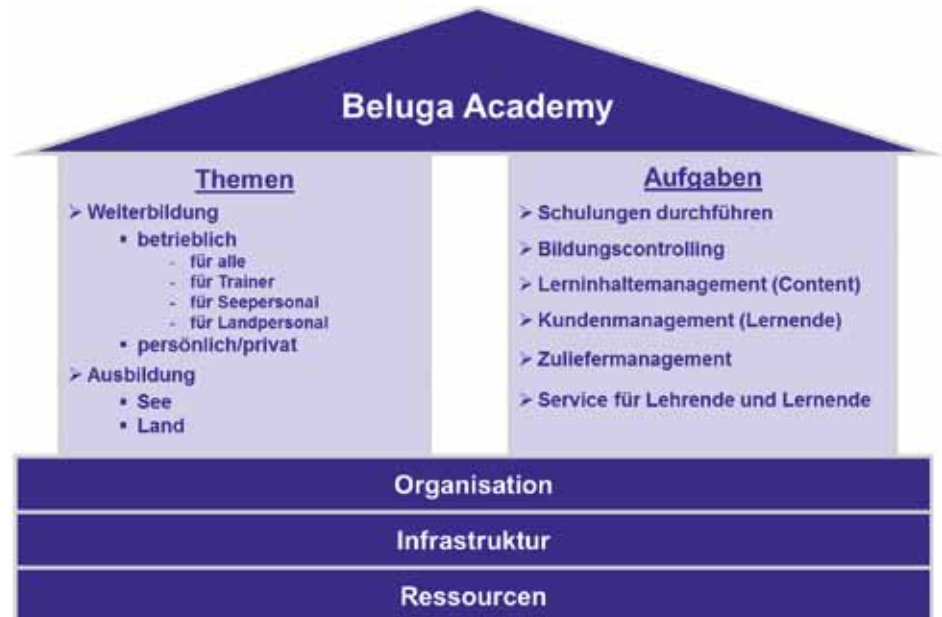 Beluga Academy
Themen
➢ Weiterbildung
▪ betrieblich
- für alle
- für Trainer
- für Seepersonal
- für Landpersonal
▪ persönlich/privat
➢ Ausbildung
▪ See
▪ Land
Aufgaben
➢ Schulungen durchführen
➢ Bildungscontrolling
➢ Lerninhaltemanagement (Content)
➢ Kundenmanagement (Lernende)
➢ Zuliefermanagement
➢ Service für Lehrende und Lernende
Organisation
Infrastruktur
Ressourcen